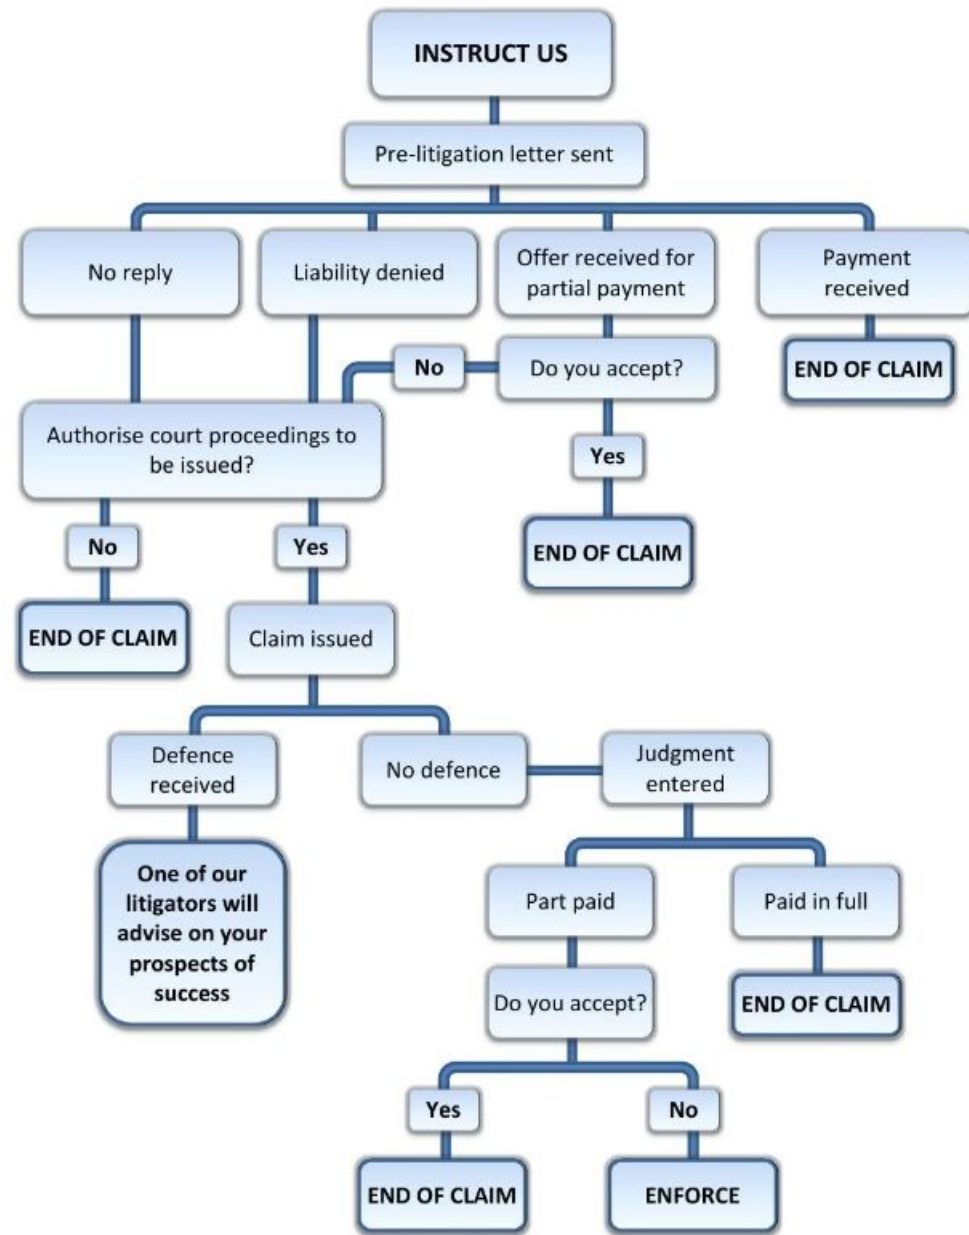 INSTRUCT US
Pre-litigation letter sent
No reply
Liability denied
Offer received for
partial payment
Payment
received
No
Do you accept?
END OF CLAIM
Authorise court proceedings to
be issued?
Yes
No
Yes
END OF CLAIM
END OF CLAIM
Claim issued
Defence
received
No defence
Judgment
entered
One of our
litigators will
advise on your
prospects of
success
Part paid
Paid in full
Do you accept?
END OF CLAIM
Yes
No
END OF CLAIM
ENFORCE